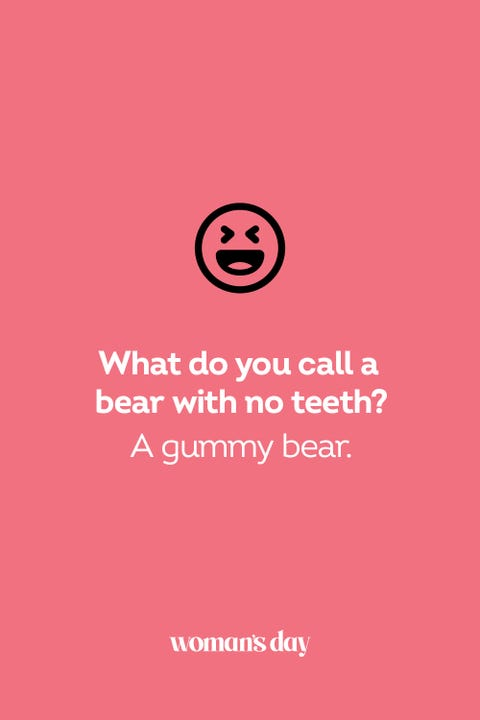 What do you call a
bear with no teeth?
A gummy bear.
woman's day